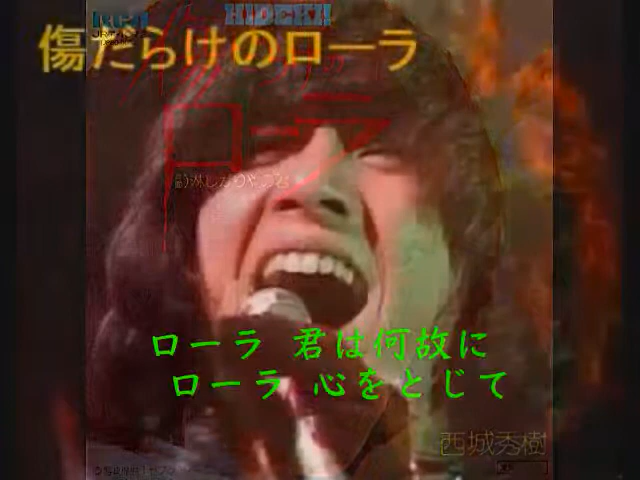 RCA
HIDEKI!
傷だらけのローラ
ローラ
ローラ 君は何故に
ローラ 心をとじて
西城秀樹